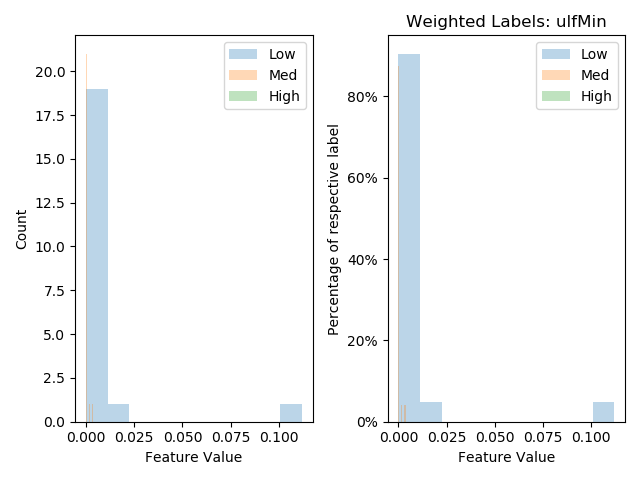 Weighted Labels: ulfMin
Low
Med
High
Count
20.0
17.5
15.0
12.5
10.0
7.5
5.0
2.5
0.0
0.000 0.025 0.050 0.075 0.100
Feature Value
Low
Med
High
Percentage of respective label
80%
60%
40%
20%
0%
0.000 0.025 0.050 0.075 0.100
Feature Value